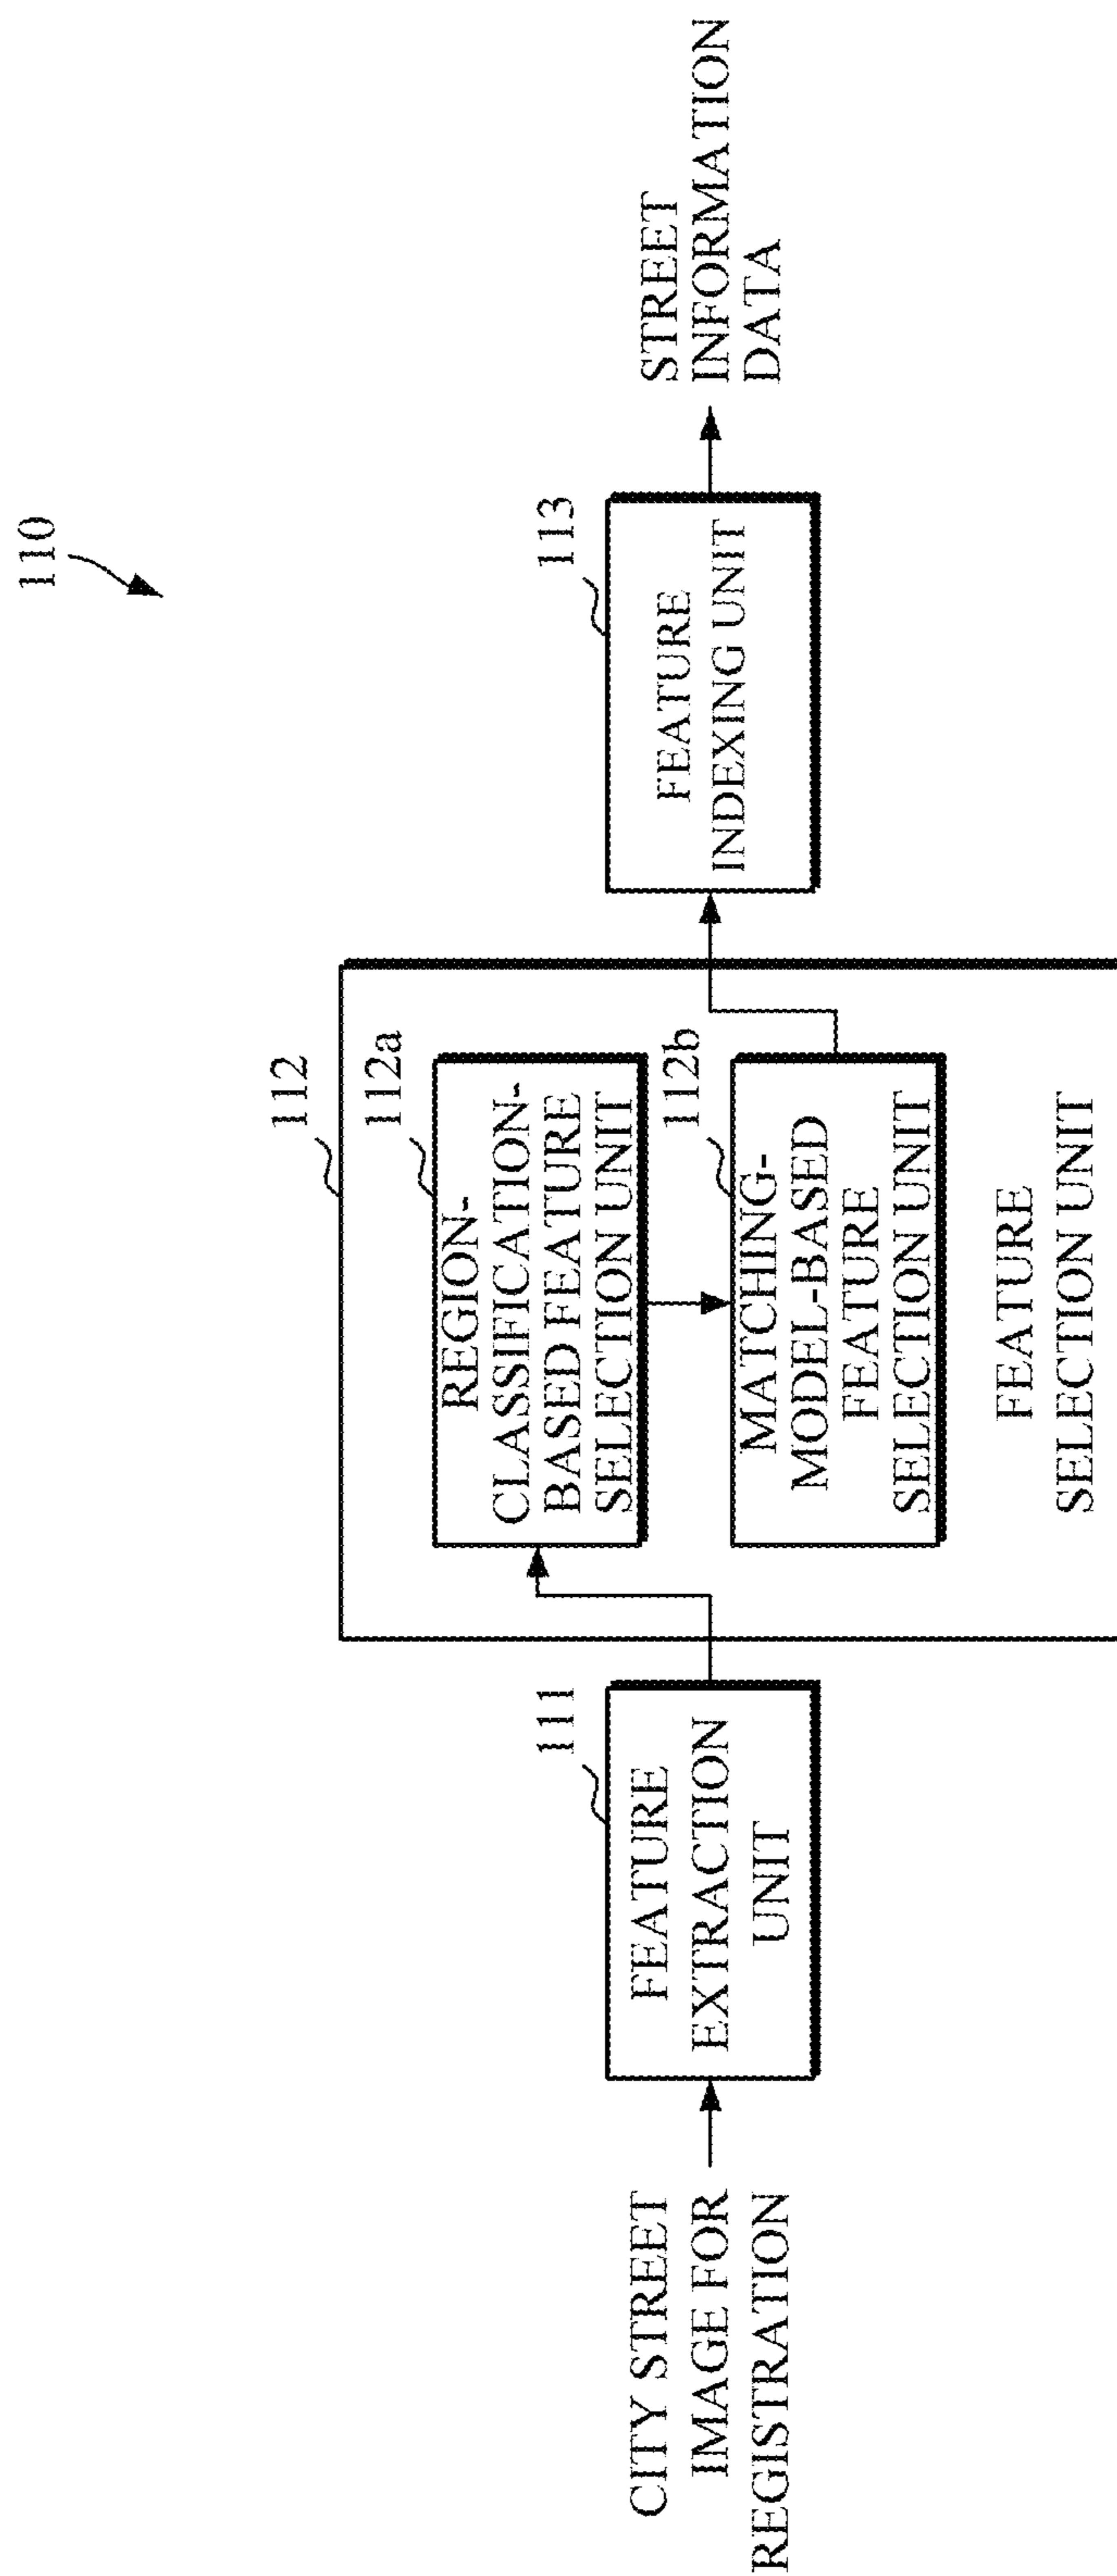 110
CITY STREET
IMAGE FOR
REGISTRATION
111
FEATURE
EXTRACTION
UNIT
112
112a
REGION-
CLASSIFICATION-
BASED FEATURE
SELECTION UNIT
112b
MATCHING-
MODEL-BASED
FEATURE
SELECTION UNIT
FEATURE
SELECTION UNIT
113
FEATURE
INDEXING UNIT
STREET
INFORMATION
DATA